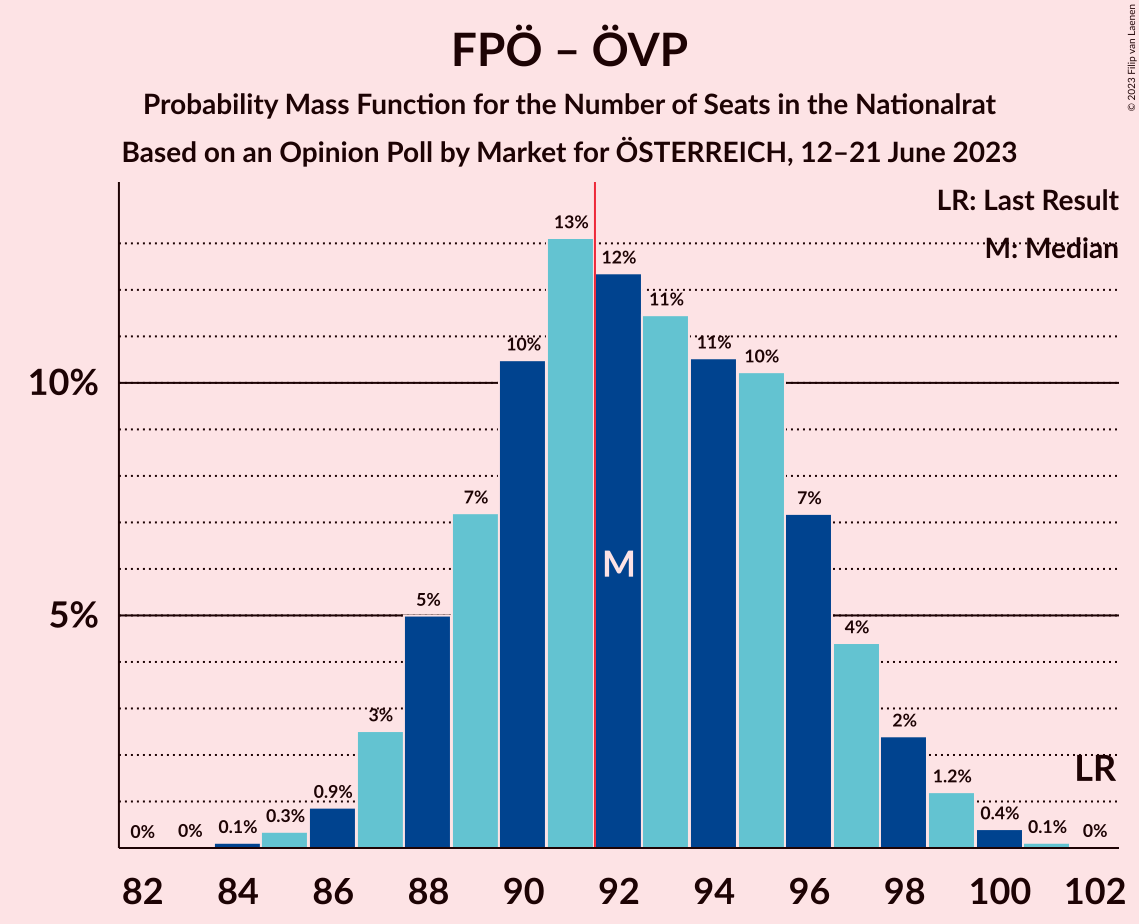 FPÖ – ÖVP
Probability Mass Function for the Number of Seats in the Nationalrat
Based on an Opinion Poll by Market for ÖSTERREICH, 12–21 June 2023
© 2023 Filip van Laenen
LR: Last Result
M: Median
10%
5%
0%
0%
0.1%
0.3%
0.9%
3%
5%
7%
10%
13%
12%
11%
11%
10%
7%
4%
2%
1.2%
0.4%
0.1%
0%
M
LR
82 84 86 88 90 92 94 96 98 100 102